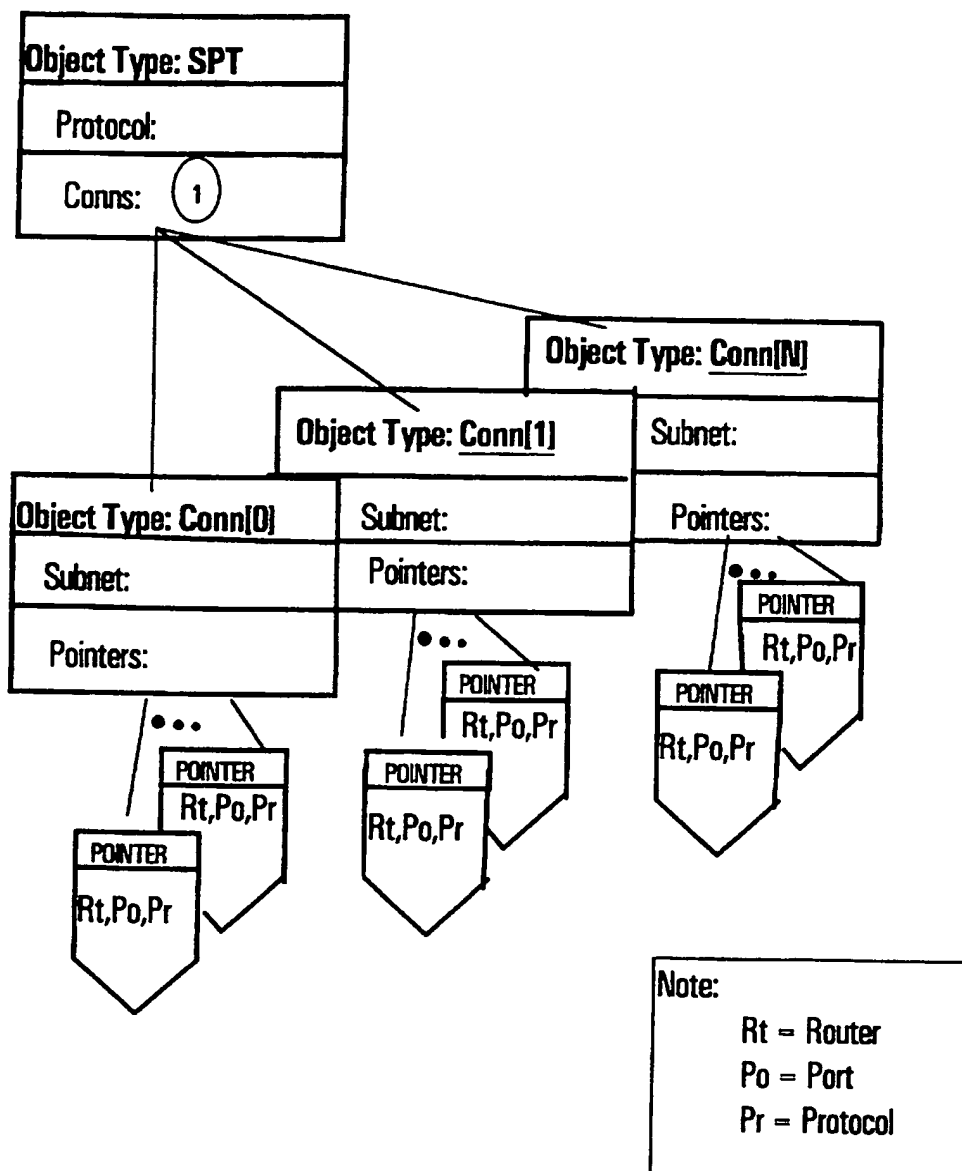 Object Type: SPT
Protocol:
Conns: 1
Object Type: Conn[N]
Subnet:
Pointers:
Object Type: Conn[1]
Subnet:
Pointers:
Object Type: Conn[0]
Subnet:
Pointers:
POINTER
Rt,Po,Pr
POINTER
Rt,Po,Pr
POINTER
Rt,Po,Pr
POINTER
Rt,Po,Pr
POINTER
Rt,Po,Pr
POINTER
Rt,Po,Pr
Note:
Rt = Router
Po = Port
Pr = Protocol